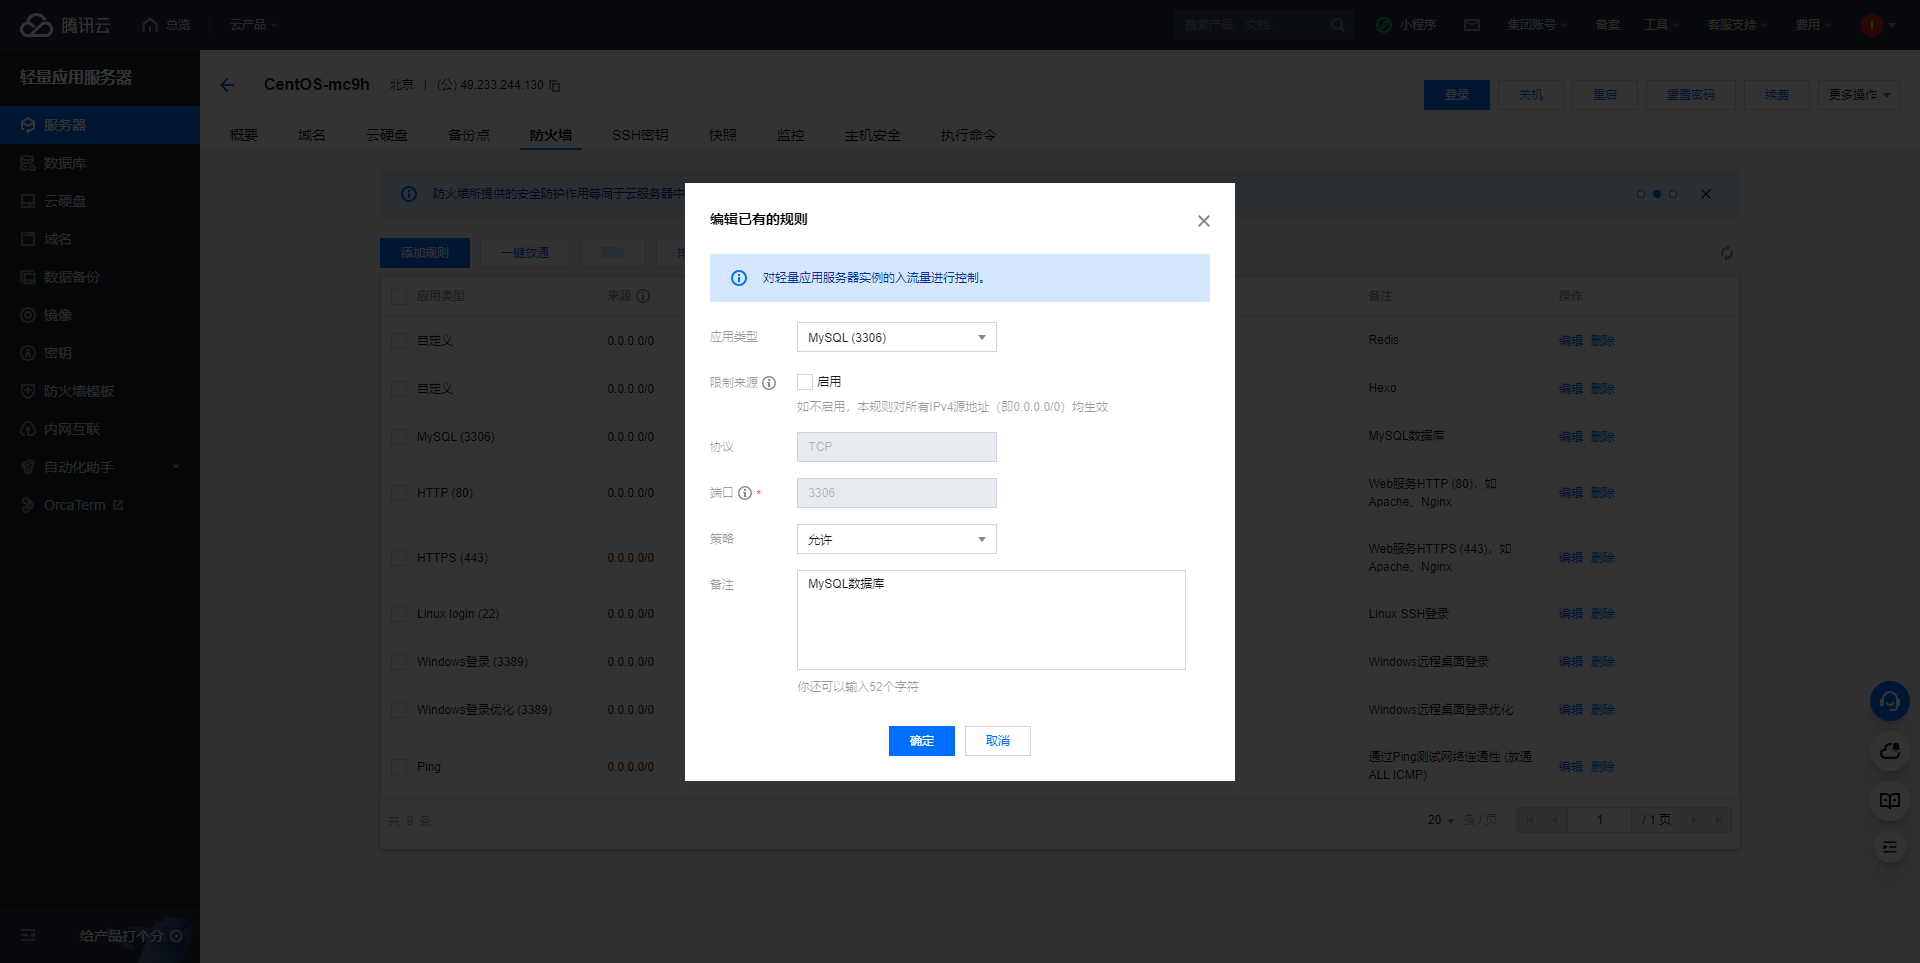 腾讯云
总览
云产品
搜索产品、文档...
小程序
集团账号
备案
工具
客服支持
费用
I
轻量应用服务器
服务器
数据库
云硬盘
域名
数据备份
镜像
密钥
防火墙模板
内网互联
自动化助手
OrcaTerm
给产品打个分
CentOS-mc9h
北京 | (公) 49.233.244.130
登录
关机
重启
重置密码
续费
更多操作
概要
域名
云硬盘
备份点
防火墙
SSH密钥
快照
监控
主机安全
执行命令
防火墙所提供的安全防护作用等同于云服务器中
添加规则
一键放通
删除
应用类型 来源 备注 操作
自定义 0.0.0.0/0 Redis 编辑 删除
自定义 0.0.0.0/0 Hexo 编辑 删除
MySQL (3306) 0.0.0.0/0 MySQL数据库 编辑 删除
HTTP (80) 0.0.0.0/0 Web服务HTTP (80)，如
Apache、Nginx 编辑 删除
HTTPS (443) 0.0.0.0/0 Web服务HTTPS (443)，如
Apache、Nginx 编辑 删除
Linux login (22) 0.0.0.0/0 Linux SSH登录 编辑 删除
Windows登录 (3389) 0.0.0.0/0 Windows远程桌面登录 编辑 删除
Windows登录优化 (3389) 0.0.0.0/0 Windows远程桌面登录优化 编辑 删除
Ping 0.0.0.0/0 通过Ping测试网络连通性 (放通
ALL ICMP) 编辑 删除
共 9 条
20 条 / 页
1 / 1 页
编辑已有的规则
对轻量应用服务器实例的入流量进行控制。
应用类型 MySQL (3306)
限制来源 启用
如不启用，本规则对所有IPv4源地址（即0.0.0.0/0）均生效
协议 TCP
端口 * 3306
策略 允许
备注 MySQL数据库
你还可以输入52个字符
确定
取消